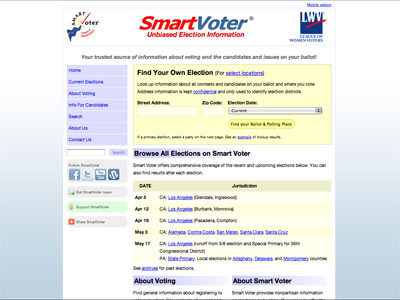 Mobile version
SMART Voter
SmartVoter®
Unbiased Election Information
LWV
LEAGUE OF
WOMEN VOTERS
Your trusted source of information about voting and the candidates and issues on your ballot!
Home
Current Elections
About Voting
Info For Candidates
Search
About Us
Contact Us
Search
Follow SmartVoter
Get SmartVoter news
Support SmartVoter
Share SmartVoter
Find Your Own Election (For select locations)
Look up information about all contests and candidates on your ballot and where you vote.
Address information is kept confidential and only used to identify election districts.
Street Address: Zip Code: Election Date:
Current
Find your Ballot & Polling Place
If a primary election, select a party on the next page. See an example of lookup results.
Browse All Elections on Smart Voter
Smart Voter offers comprehensive coverage of the recent and upcoming elections below. You can
also find results after each election.
DATE Jurisdiction
Apr 5 CA: Los Angeles (Glendale, Inglewood)
Apr 12 CA: Los Angeles (Burbank, Monrovia)
Apr 19 CA: Los Angeles (Pasadena, Compton)
May 3 CA: Alameda, Contra Costa, San Mateo, Santa Clara, Santa Cruz
May 17 CA: Los Angeles (runoff from 3/8 election and Special Primary for 36th
Congressional District)
PA: State Primary, Local elections in Allegheny, Delaware, and Montgomery counties
See archives for past elections.
About Voting
Find general information about registering to
About Smart Voter
Smart Voter provides nonpartisan information